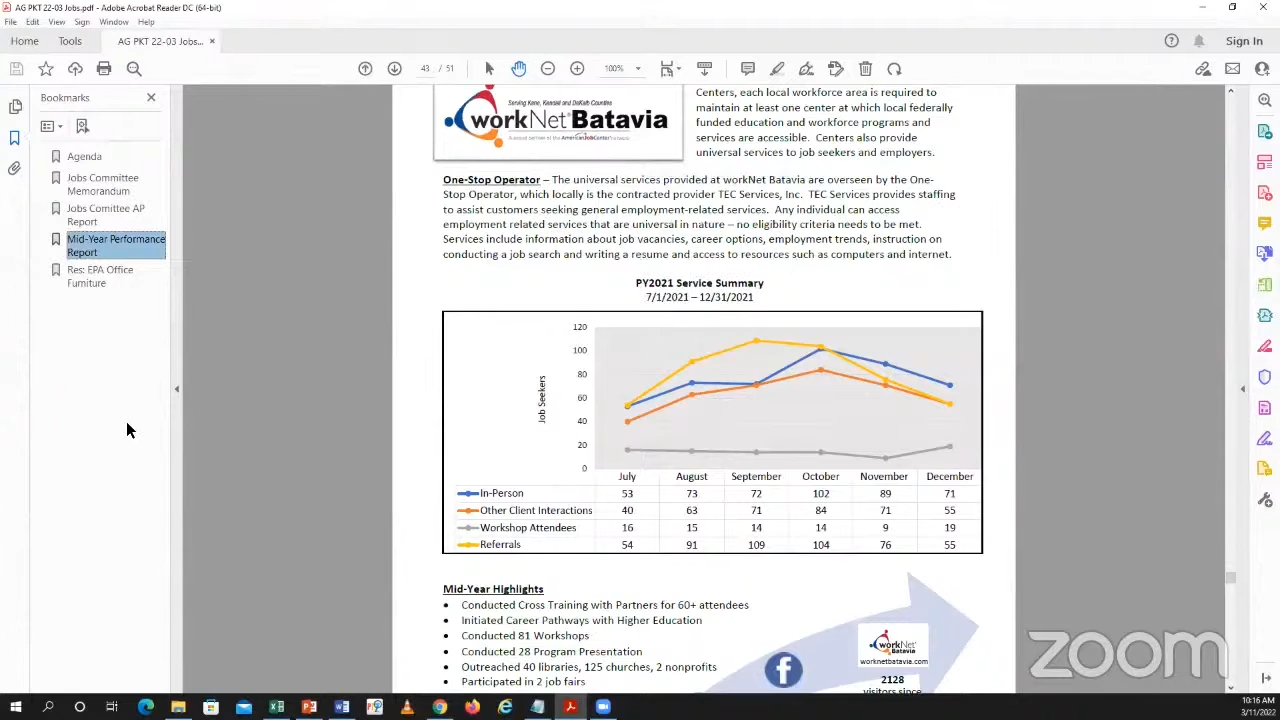 AG PKT 22-03 Jobs.pdf - Adobe Acrobat Reader DC (64-bit)
File Edit View Sign Window Help
Home Tools AG PKT 22-03 Jobs... × Sign In
43 / 51 100%
Bookmarks
Agenda
Jobs Committee
Memorandum
Jobs Comittee AP
Report
Mid-Year Performance
Report
Res: EPA Office
Furniture
Serving Kane, Kendall and DeKalb Counties
workNet Batavia
A proud partner of the AmericanJobCenter network
Centers, each local workforce area is required to
maintain at least one center at which local federally
funded education and workforce programs and
services are accessible. Centers also provide
universal services to job seekers and employers.
One-Stop Operator – The universal services provided at workNet Batavia are overseen by the One-
Stop Operator, which locally is the contracted provider TEC Services, Inc. TEC Services provides staffing
to assist customers seeking general employment-related services. Any individual can access
employment related services that are universal in nature – no eligibility criteria needs to be met.
Services include information about job vacancies, career options, employment trends, instruction on
conducting a job search and writing a resume and access to resources such as computers and internet.
PY2021 Service Summary
7/1/2021 – 12/31/2021
120
100
80
60
40
20
0
Job Seekers
July August September October November December
In-Person 53 73 72 102 89 71
Other Client Interactions 40 63 71 84 71 55
Workshop Attendees 16 15 14 14 9 19
Referrals 54 91 109 104 76 55
Mid-Year Highlights
• Conducted Cross Training with Partners for 60+ attendees
• Initiated Career Pathways with Higher Education
• Conducted 81 Workshops
• Conducted 28 Program Presentation
• Outreached 40 libraries, 125 churches, 2 nonprofits
• Participated in 2 job fairs
workNet
Batavia
worknetbatavia.com
2128
visitors since
zoom
10:16 AM
3/11/2022